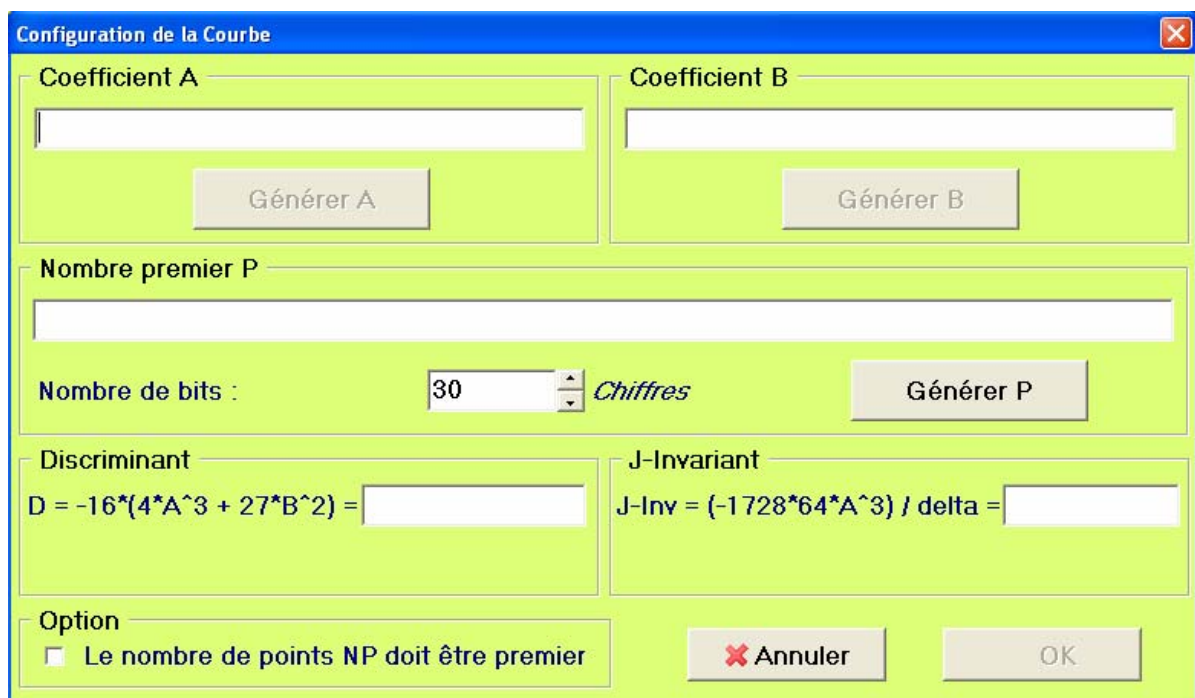 Configuration de la Courbe
Coefficient A
Coefficient B
Générer A
Générer B
Nombre premier P
Nombre de bits :
30
Chiffres
Générer P
Discriminant
J-Invariant
D = -16*(4*A^3 + 27*B^2) =
J-Inv = (-1728*64*A^3) / delta =
Option
Le nombre de points NP doit être premier
Annuler
OK